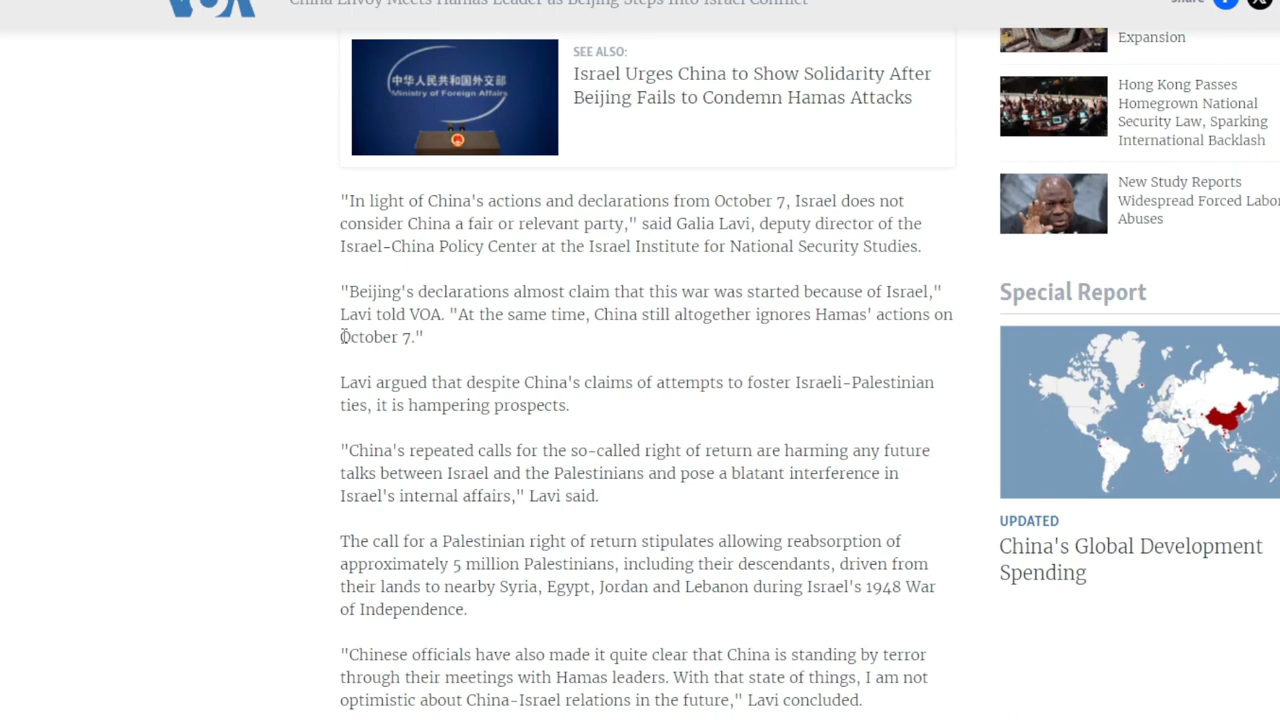 VOA
China Envoy Meets Hamas Leader as Beijing Steps Into Israel Conflict
share
中华人民共和国外交部
Ministry of Foreign Affairs
SEE ALSO:
Israel Urges China to Show Solidarity After
Beijing Fails to Condemn Hamas Attacks
"In light of China's actions and declarations from October 7, Israel does not
consider China a fair or relevant party," said Galia Lavi, deputy director of the
Israel-China Policy Center at the Israel Institute for National Security Studies.
"Beijing's declarations almost claim that this war was started because of Israel,"
Lavi told VOA. "At the same time, China still altogether ignores Hamas' actions on
October 7."
Lavi argued that despite China's claims of attempts to foster Israeli-Palestinian
ties, it is hampering prospects.
"China's repeated calls for the so-called right of return are harming any future
talks between Israel and the Palestinians and pose a blatant interference in
Israel's internal affairs," Lavi said.
The call for a Palestinian right of return stipulates allowing reabsorption of
approximately 5 million Palestinians, including their descendants, driven from
their lands to nearby Syria, Egypt, Jordan and Lebanon during Israel's 1948 War
of Independence.
"Chinese officials have also made it quite clear that China is standing by terror
through their meetings with Hamas leaders. With that state of things, I am not
optimistic about China-Israel relations in the future," Lavi concluded.
Expansion
Hong Kong Passes
Homegrown National
Security Law, Sparking
International Backlash
New Study Reports
Widespread Forced Labo
Abuses
Special Report
UPDATED
China's Global Development
Spending